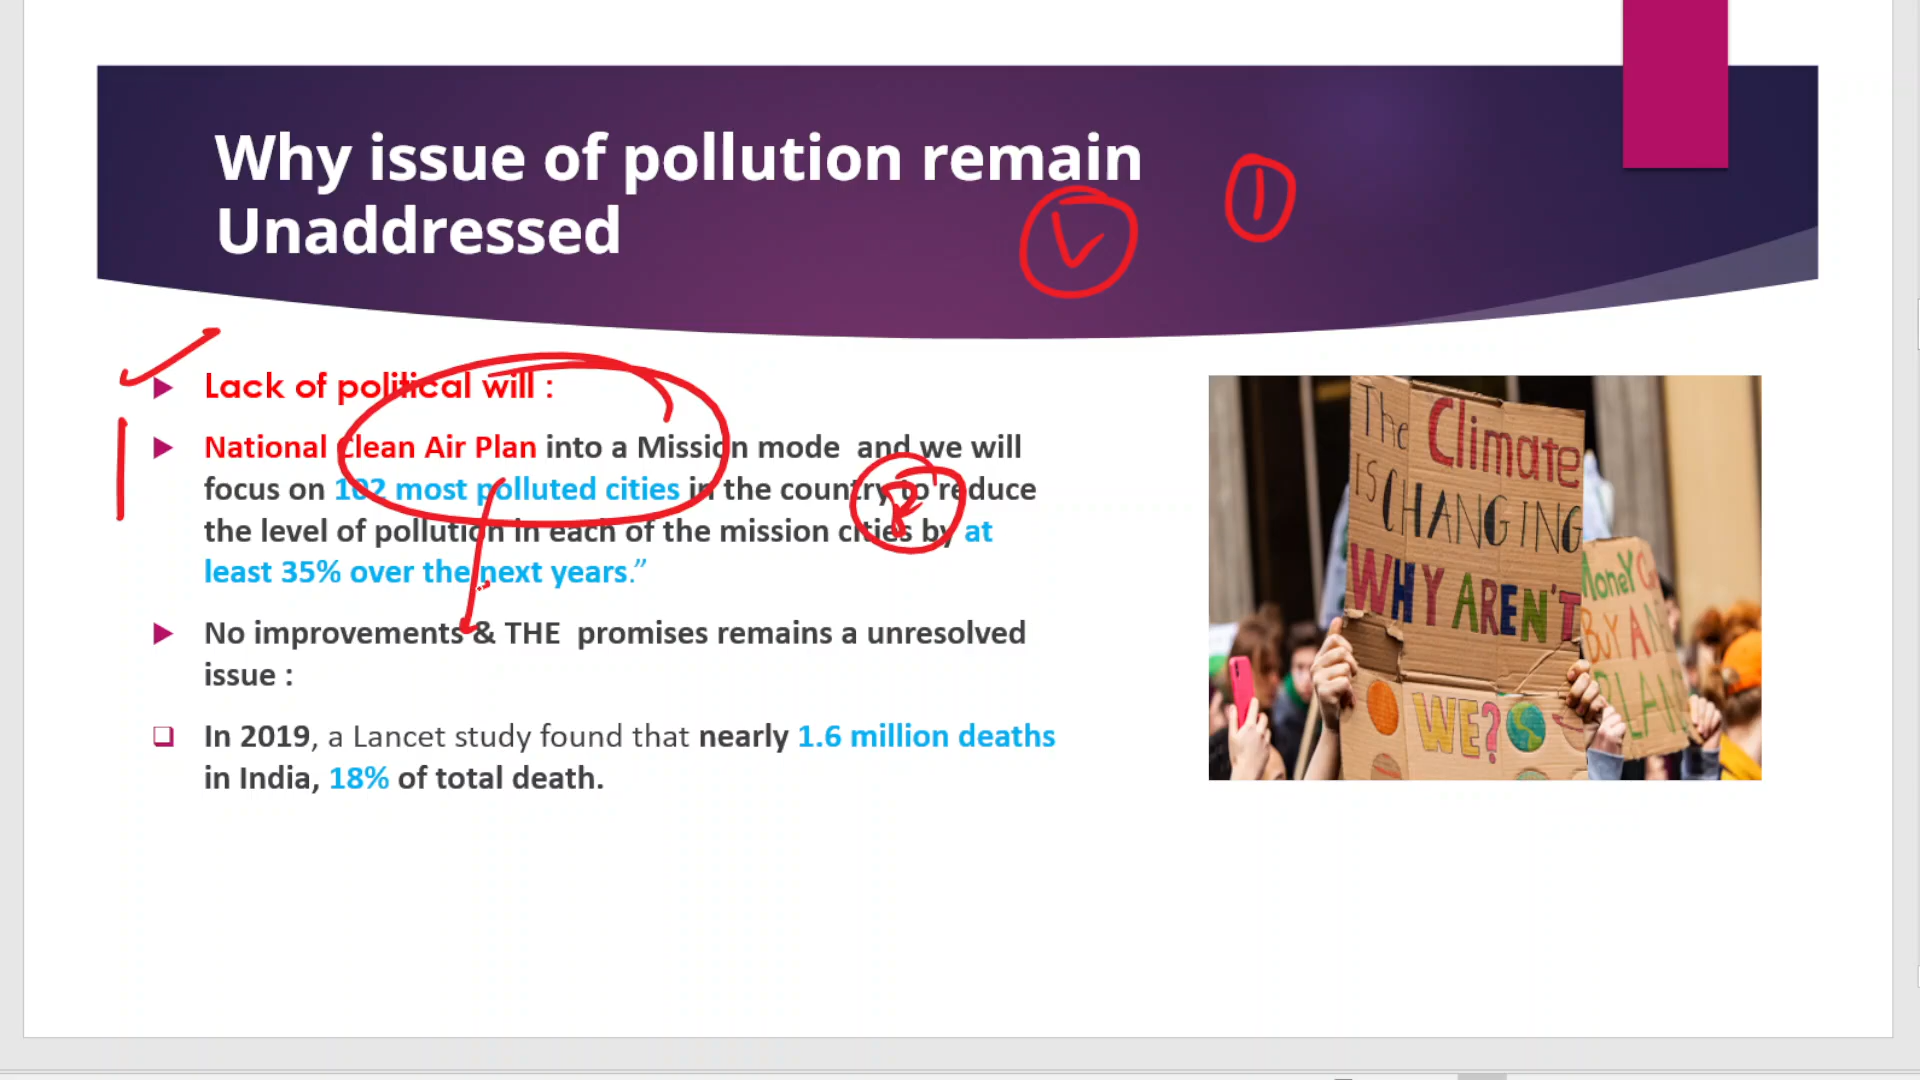 Why issue of pollution remain
Unaddressed
1
Lack of political will :
National Clean Air Plan into a Mission mode and we will
focus on 102 most polluted cities in the country to reduce
the level of pollution in each of the mission cities by at
least 35% over the next years.”
No improvements & THE promises remains a unresolved
issue :
In 2019, a Lancet study found that nearly 1.6 million deaths
in India, 18% of total death.
The Climate
IS CHANGING
WHY AREN'T
WE?
MoneY
BUY A
PLAN